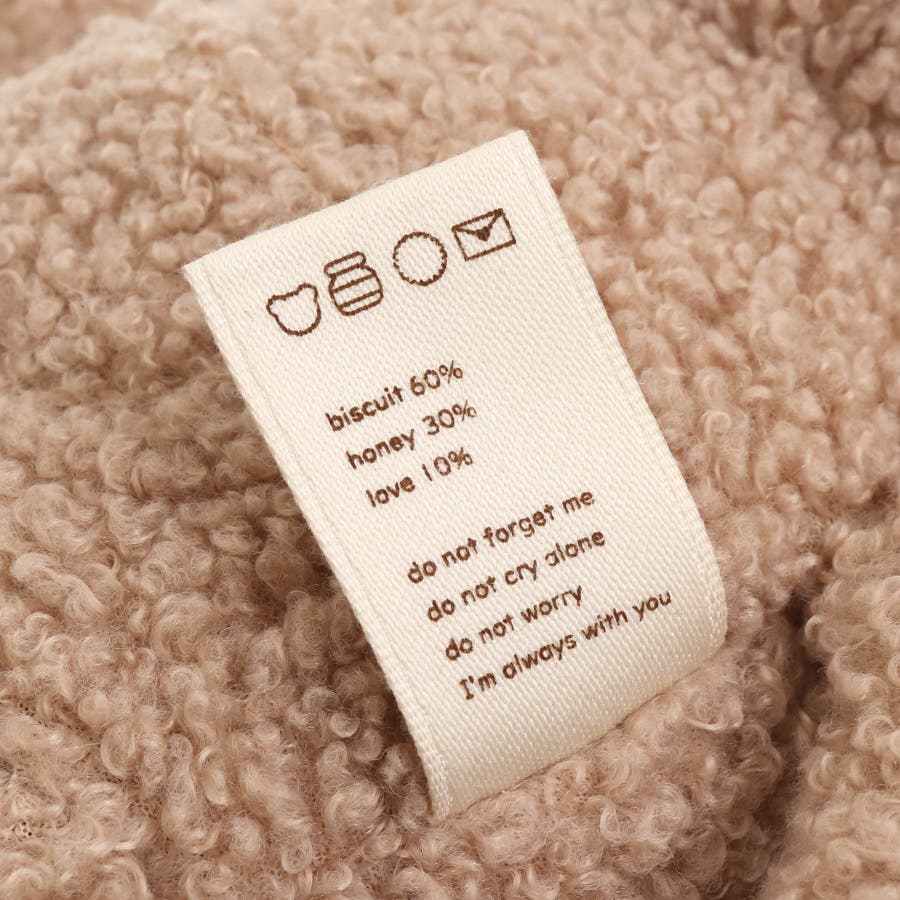 biscuit 60%
honey 30%
love 10%
do not forget me
do not cry alone
do not worry
I'm always with you